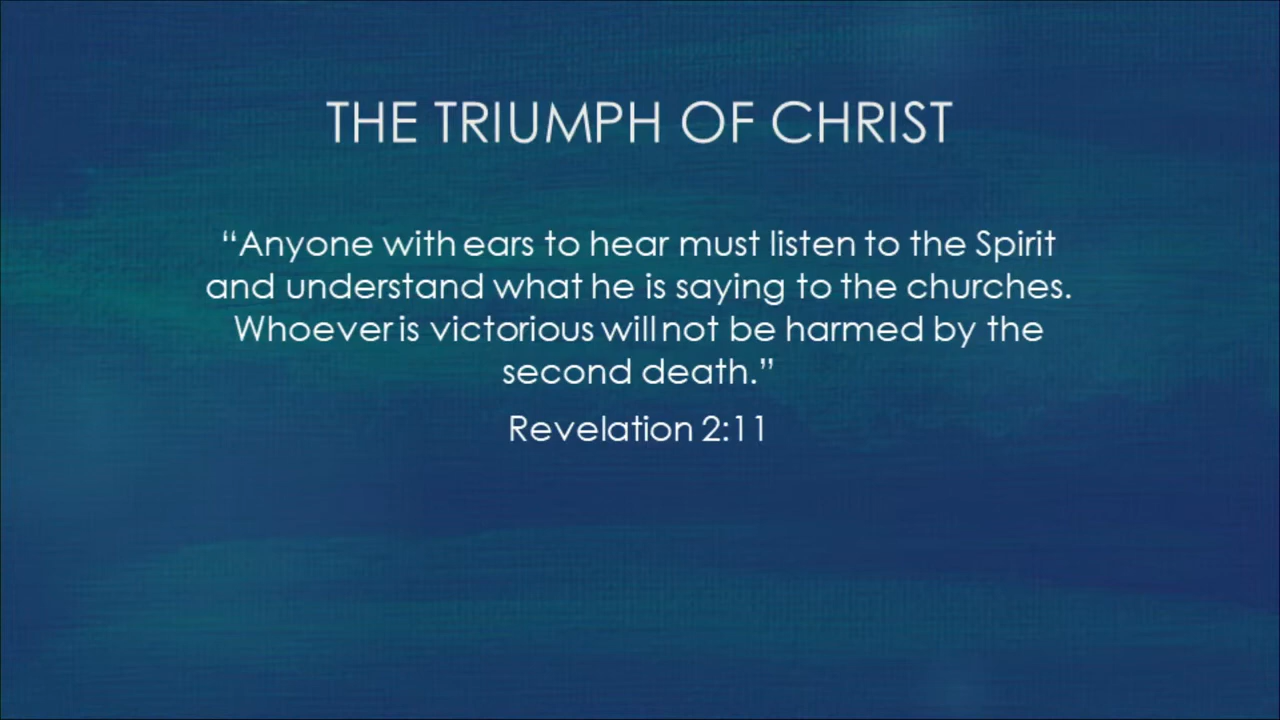 THE TRIUMPH OF CHRIST
“Anyone with ears to hear must listen to the Spirit
and understand what he is saying to the churches.
Whoever is victorious will not be harmed by the
second death.”
Revelation 2:11